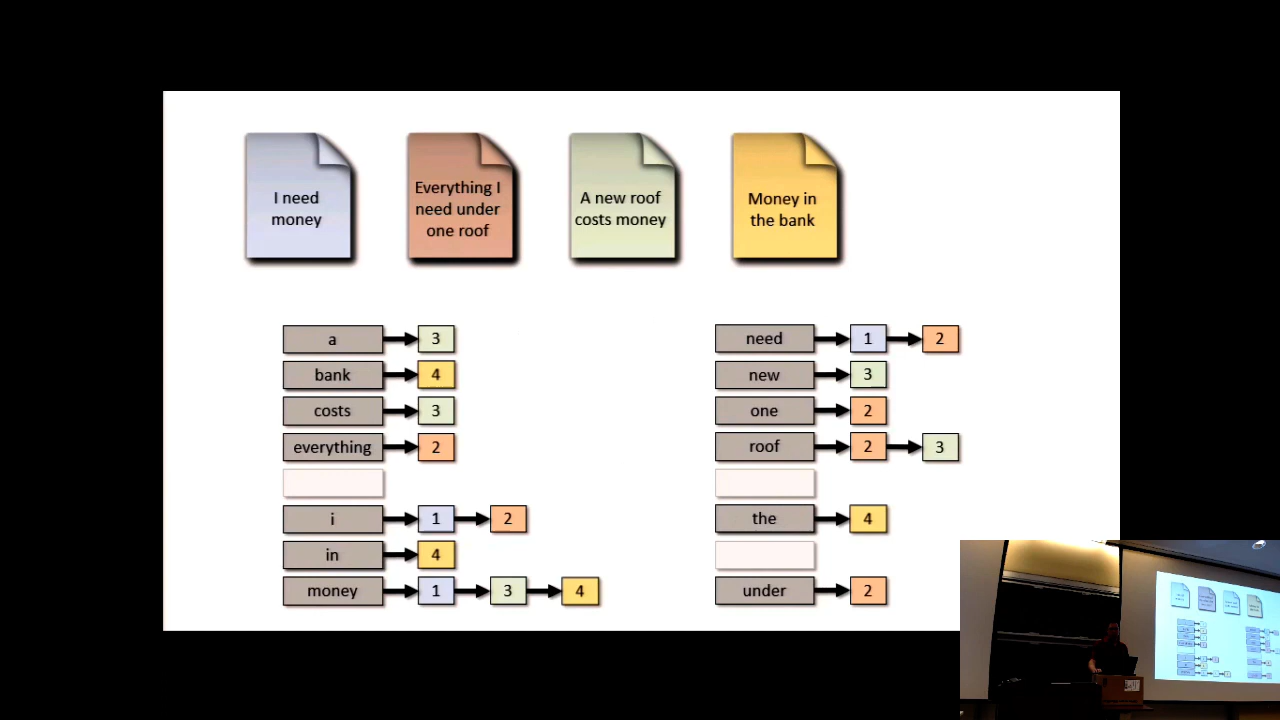 I need
money
Everything I
need under
one roof
A new roof
costs money
Money in
the bank
a 3
bank 4
costs 3
everything 2
i 1 2
in 4
money 1 3 4
need 1 2
new 3
one 2
roof 2 3
the 4
under 2